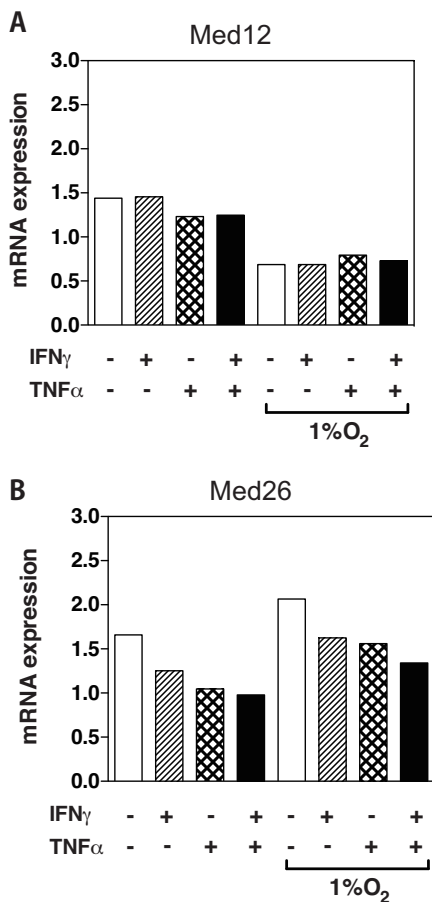 A
Med12
mRNA expression
3.0
2.5
2.0
1.5
1.0
0.5
0.0
IFNγ - + - + - + - +
TNFα - - + + - - + +
1%O₂
B
Med26
mRNA expression
3.0
2.5
2.0
1.5
1.0
0.5
0.0
IFNγ - + - + - + - +
TNFα - - + + - - + +
1%O₂